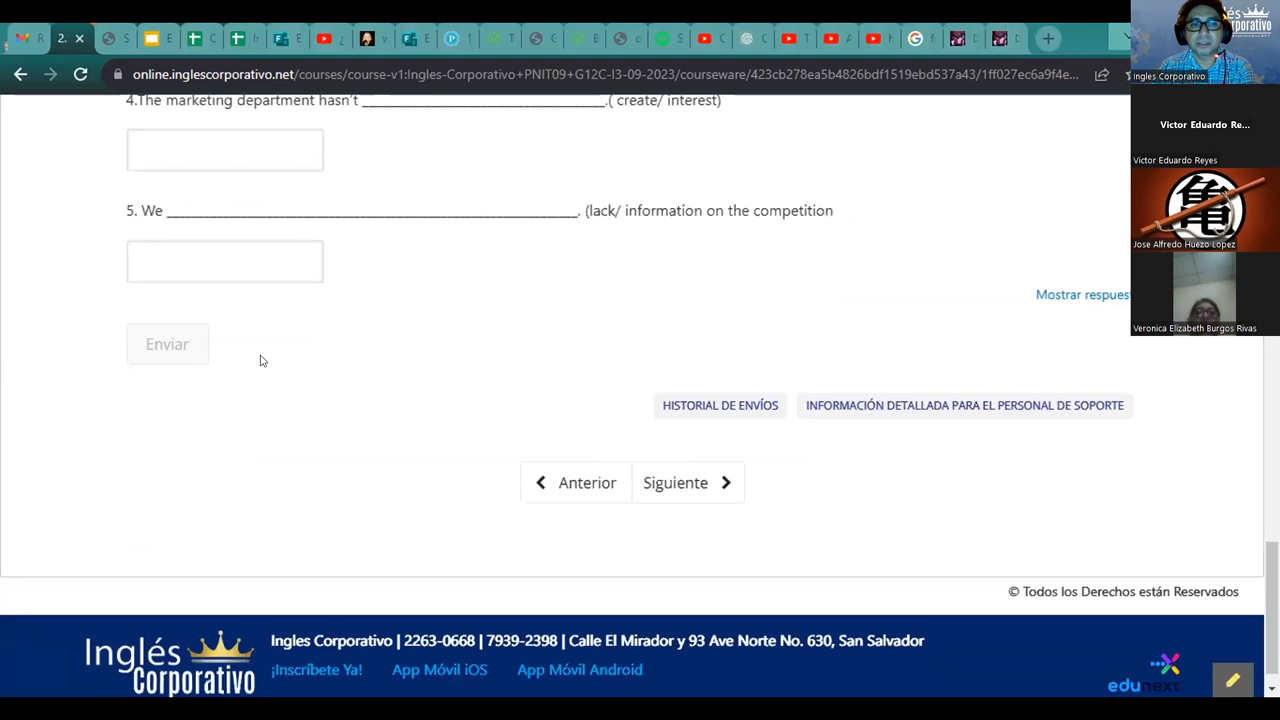 online.inglescorporativo.net/courses/course-v1:Ingles-Corporativo+PNIT09+G12C-I3-09-2023/courseware/423cb278ea5b4826bdf1519ebd537a43/1ff027ec6a9f4e...
Ingles Corporativo
Victor Eduardo Re...
Victor Eduardo Reyes
亀
Jose Alfredo Huezo Lopez
Veronica Elizabeth Burgos Rivas
4.The marketing department hasn't ______________________________.( create/ interest)
5. We ____________________________________________________. (lack/ information on the competition
Mostrar respues
Enviar
HISTORIAL DE ENVÍOS INFORMACIÓN DETALLADA PARA EL PERSONAL DE SOPORTE
Anterior Siguiente
© Todos los Derechos están Reservados
Inglés Corporativo
Ingles Corporativo | 2263-0668 | 7939-2398 | Calle El Mirador y 93 Ave Norte No. 630, San Salvador
¡Inscríbete Ya! App Móvil iOS App Móvil Android
edunext